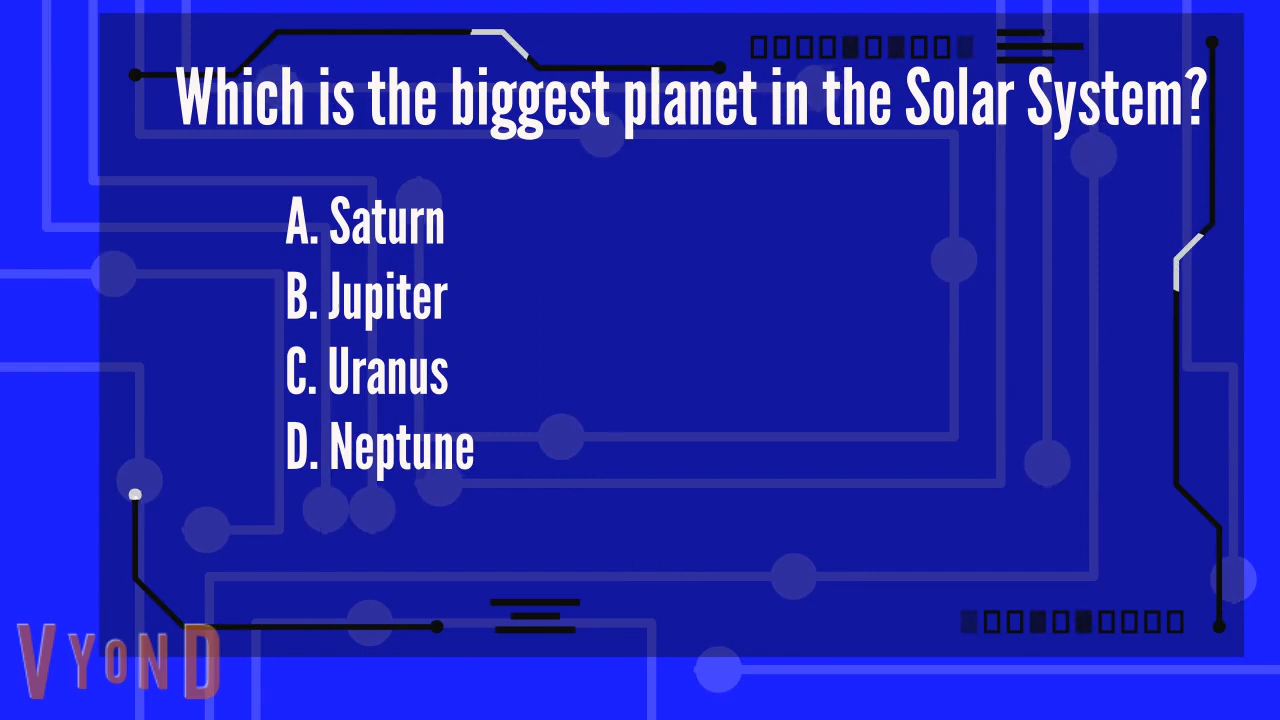 Which is the biggest planet in the Solar System?
A. Saturn
B. Jupiter
C. Uranus
D. Neptune
VYOND